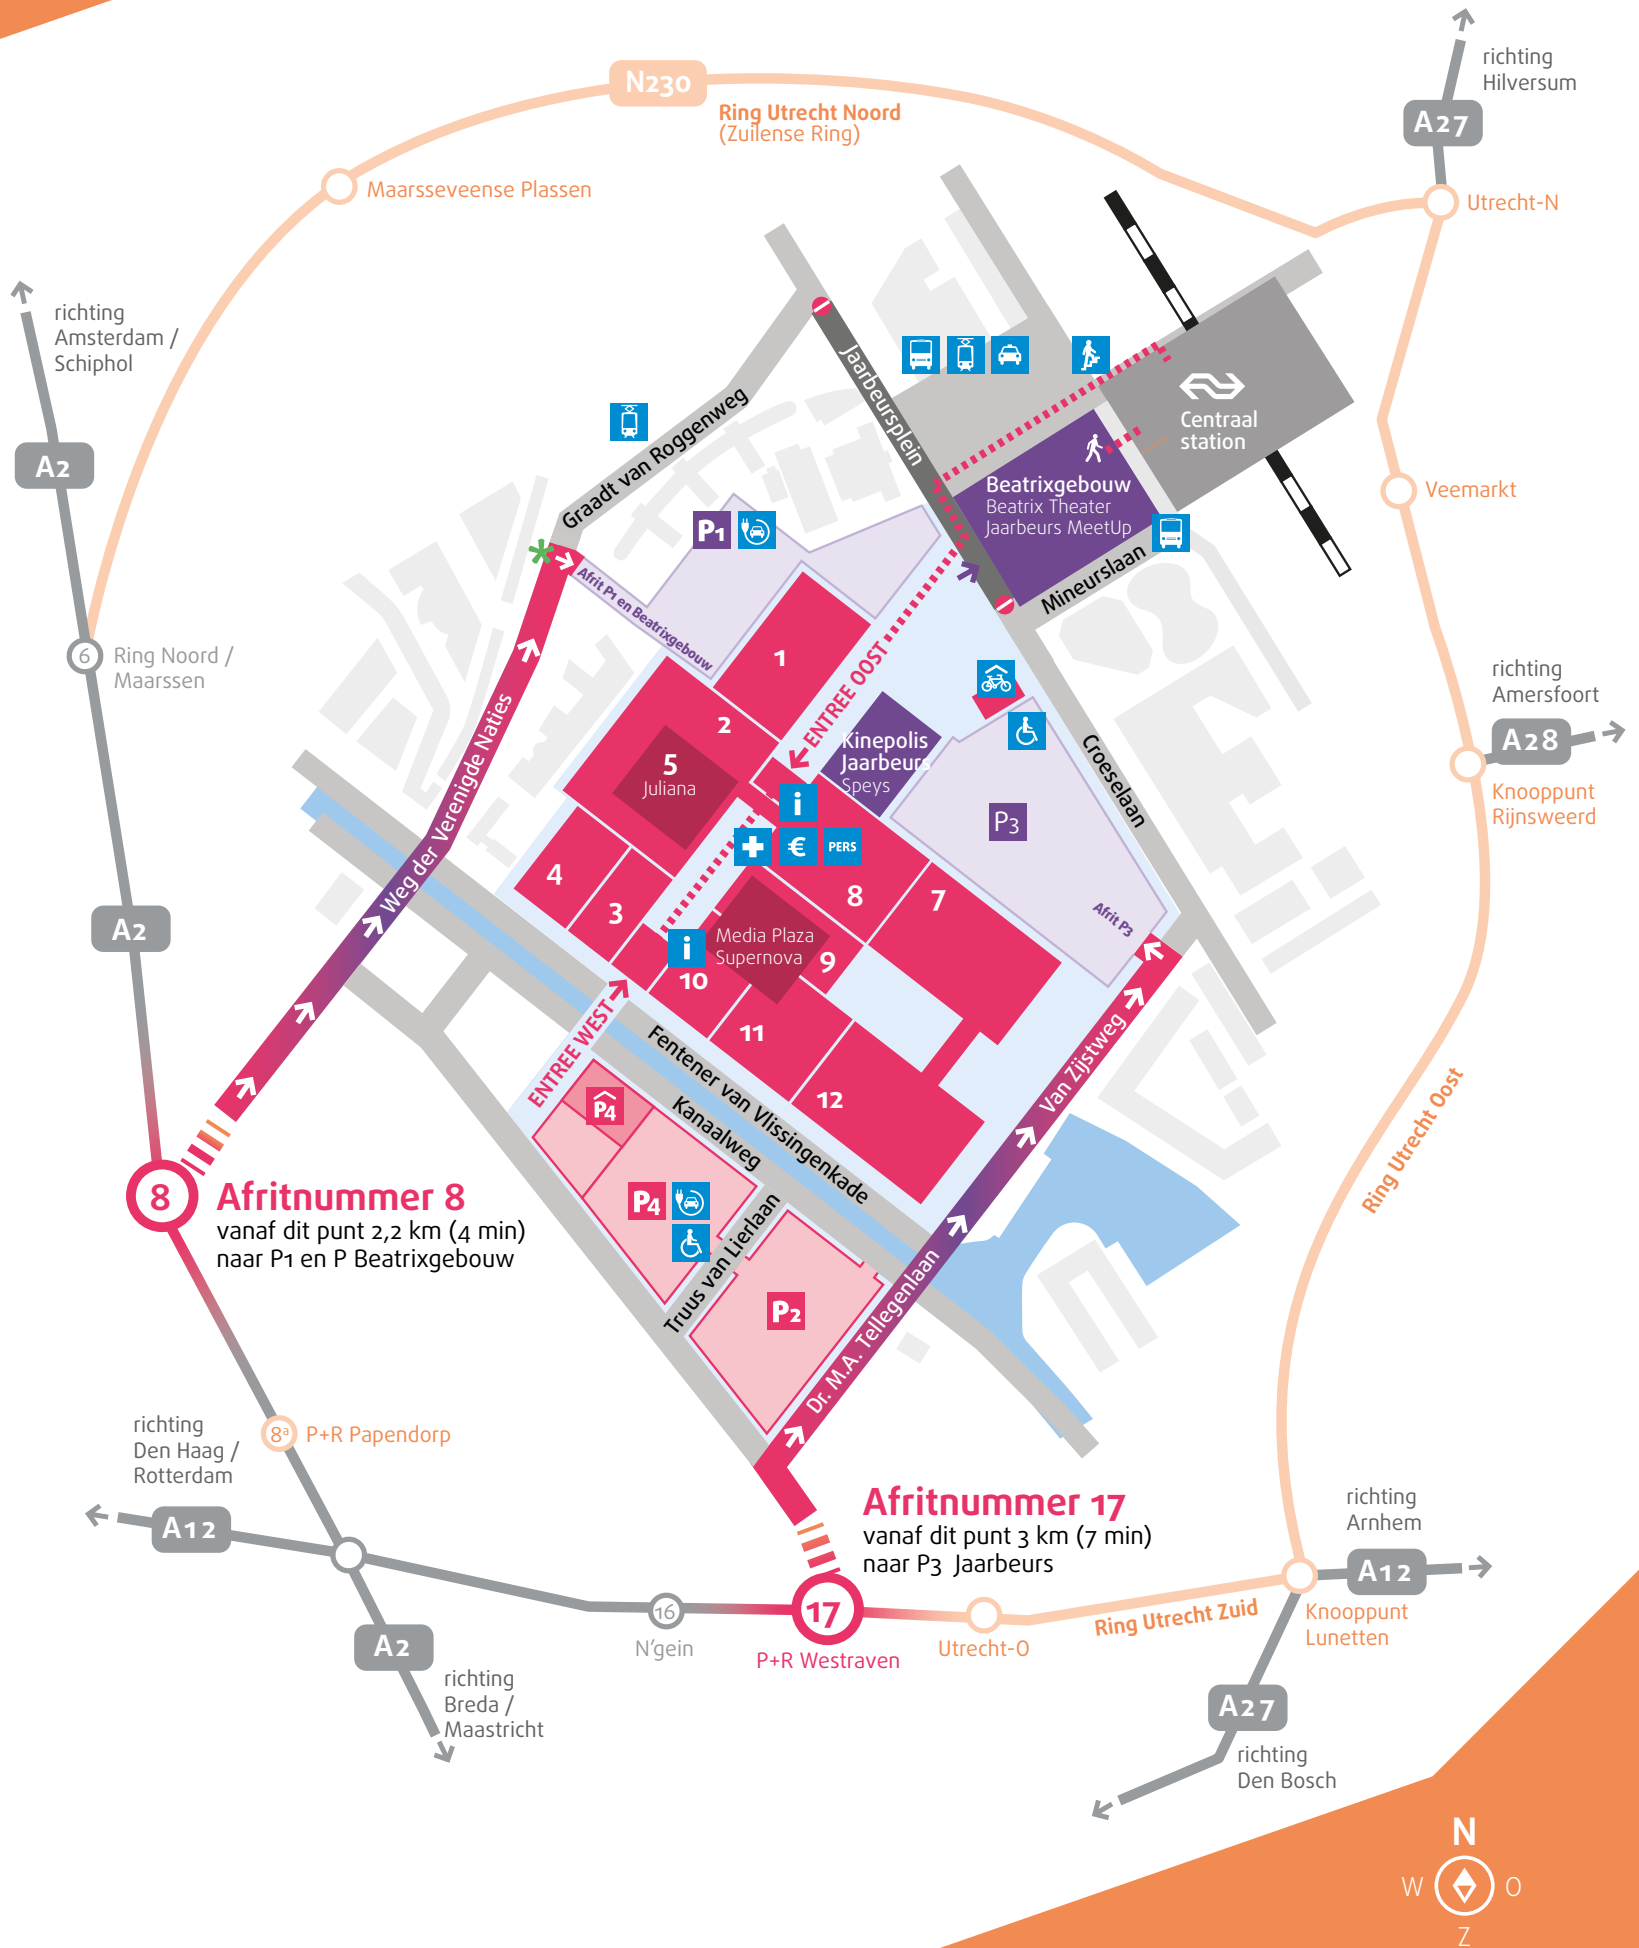 N230
Ring Utrecht Noord
(Zuilense Ring)
richting
Hilversum
A27
Maarsseveense Plassen
Utrecht-N
richting
Amsterdam /
Schiphol
A2
Jaarbeursplein
Graadt van Roggenweg
Centraal
station
Beatrixgebouw
Beatrix Theater
Jaarbeurs MeetUp
Mineurslaan
Veemarkt
P1
Afrit P1 en Beatrixgebouw
6
Ring Noord /
Maarssen
1
2
5
Juliana
ENTREE OOST
Kinepolis
Jaarbeurs
Speys
Croeselaan
richting
Amersfoort
A28
Knooppunt
Rijnsweerd
P3
Afrit P3
i
€
PERS
Weg der Verenigde Naties
4
3
8
7
A2
i
Media Plaza
Supernova
9
10
11
12
ENTREE WEST
Fentener van Vlissingenkade
Kanaalweg
Van Zijstweg
P4
P4
Truus van Lierlaan
P2
Dr. M.A. Tellegenlaan
Ring Utrecht Oost
8
Afritnummer 8
vanaf dit punt 2,2 km (4 min)
naar P1 en P Beatrixgebouw
8a
P+R Papendorp
richting
Den Haag /
Rotterdam
A12
Afritnummer 17
vanaf dit punt 3 km (7 min)
naar P3 Jaarbeurs
richting
Arnhem
A12
16
N'gein
17
P+R Westraven
Utrecht-O
Ring Utrecht Zuid
Knooppunt
Lunetten
A2
richting
Breda /
Maastricht
A27
richting
Den Bosch
N
W
O
Z